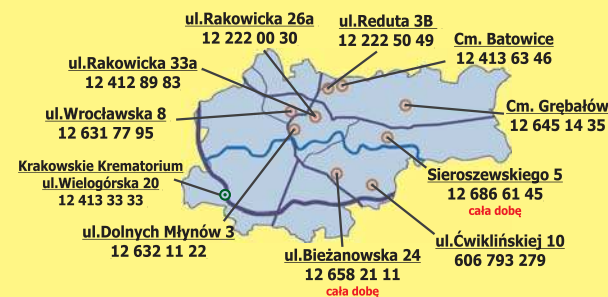 ul.Rakowicka 26a
12 222 00 30
ul.Reduta 3B
12 222 50 49
Cm. Batowice
12 413 63 46
ul.Rakowicka 33a
12 412 89 83
Cm. Grębałów
12 645 14 35
ul.Wrocławska 8
12 631 77 95
Krakowskie Krematorium
ul.Wielogórska 20
12 413 33 33
Sieroszewskiego 5
12 686 61 45
cała dobę
ul.Dolnych Młynów 3
12 632 11 22
ul.Bieżanowska 24
12 658 21 11
cała dobę
ul.Ćwiklińskiej 10
606 793 279